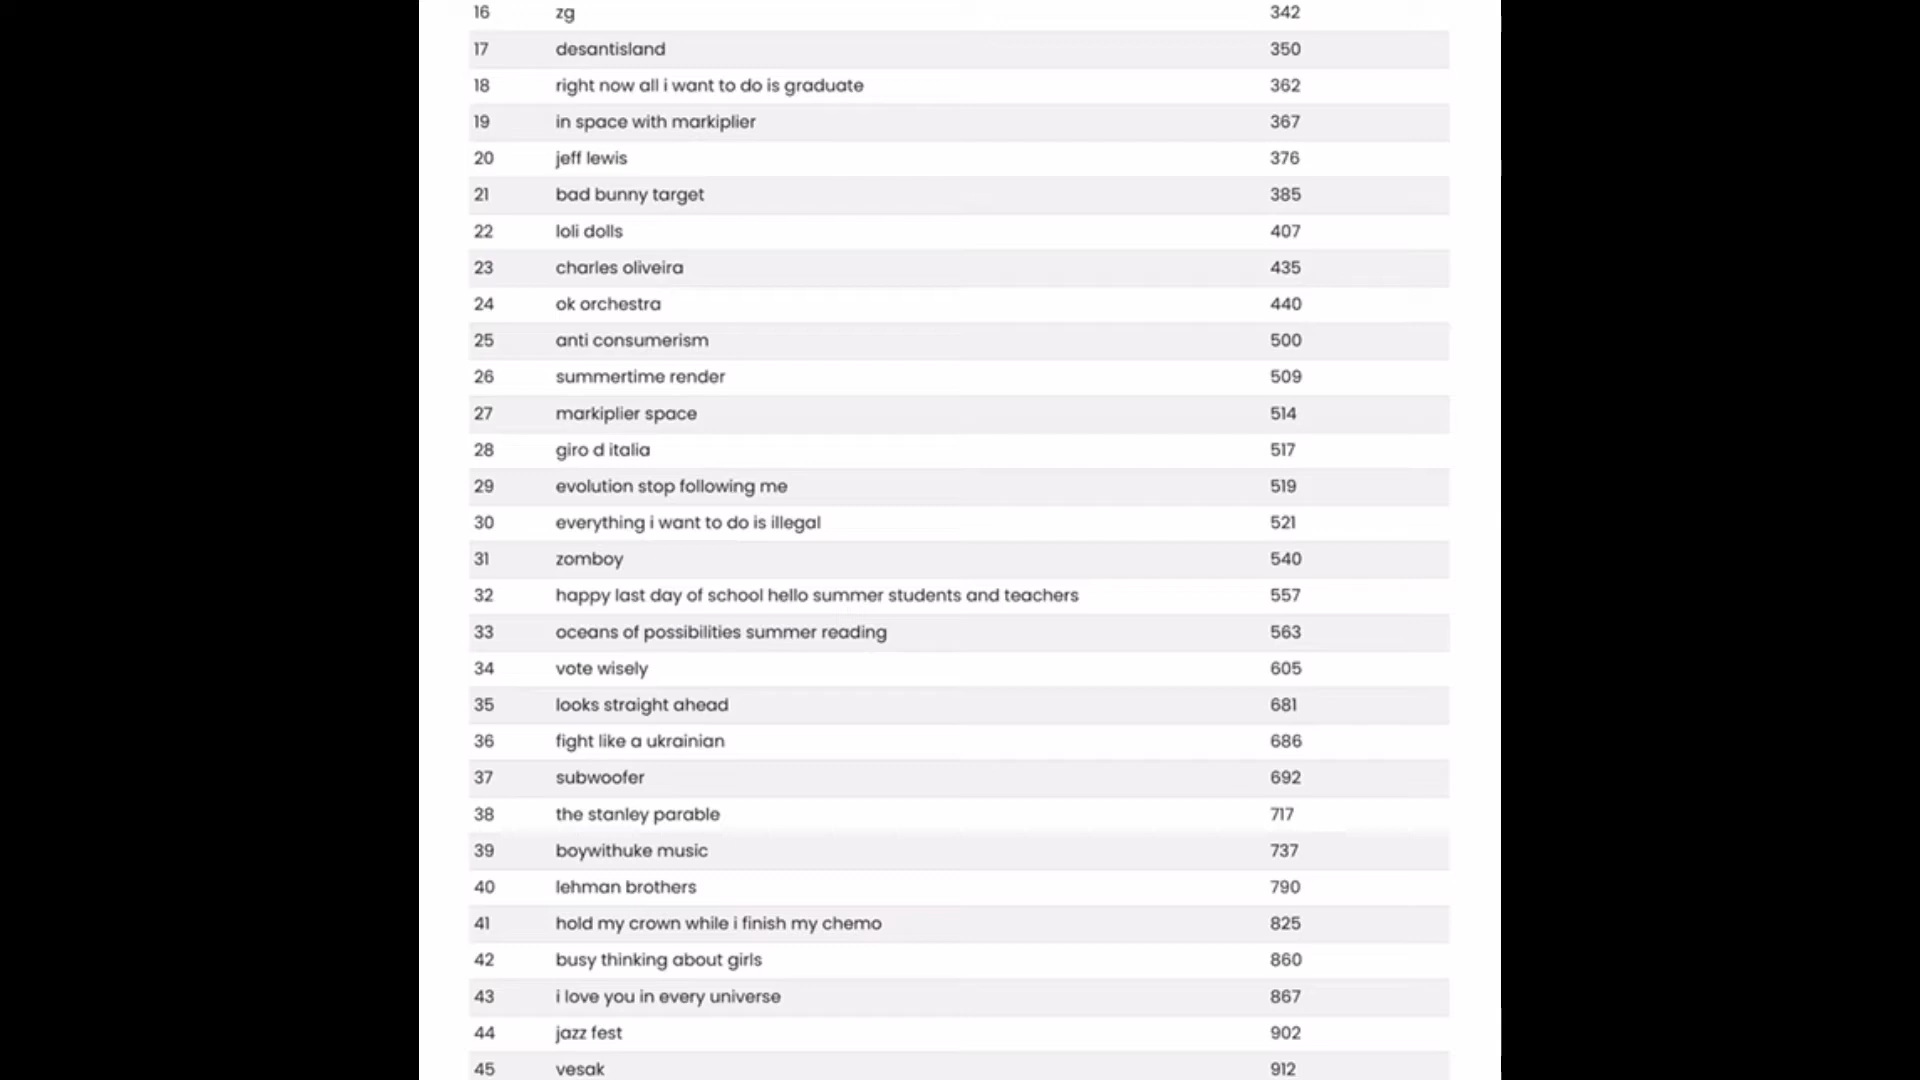 16 zg 342
17 desantisland 350
18 right now all i want to do is graduate 362
19 in space with markiplier 367
20 jeff lewis 376
21 bad bunny target 385
22 loli dolls 407
23 charles oliveira 435
24 ok orchestra 440
25 anti consumerism 500
26 summertime render 509
27 markiplier space 514
28 giro d italia 517
29 evolution stop following me 519
30 everything i want to do is illegal 521
31 zomboy 540
32 happy last day of school hello summer students and teachers 557
33 oceans of possibilities summer reading 563
34 vote wisely 605
35 looks straight ahead 681
36 fight like a ukrainian 686
37 subwoofer 692
38 the stanley parable 717
39 boywithuke music 737
40 lehman brothers 790
41 hold my crown while i finish my chemo 825
42 busy thinking about girls 860
43 i love you in every universe 867
44 jazz fest 902
45 vesak 912